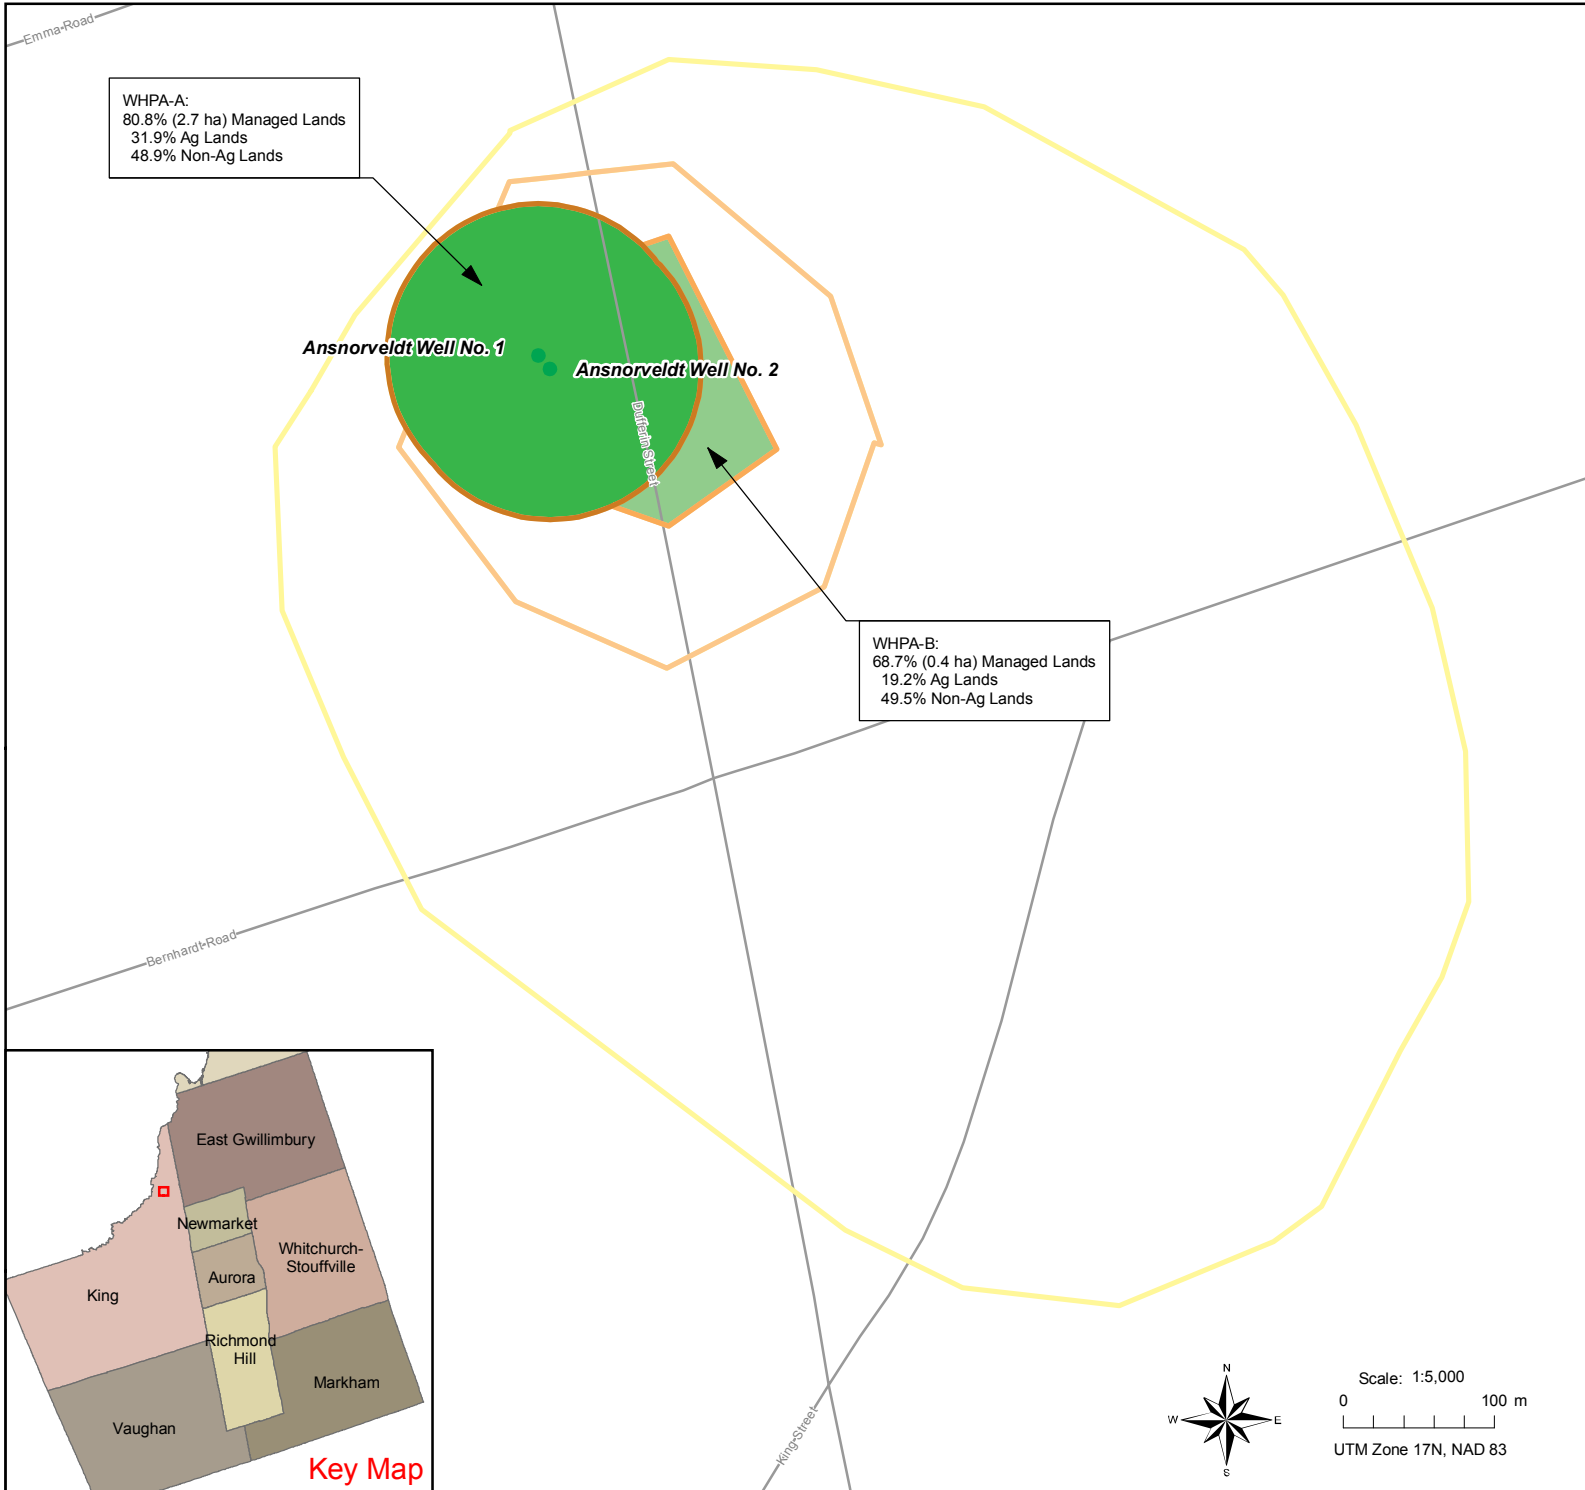 Emma Road
WHPA-A:
80.8% (2.7 ha) Managed Lands
31.9% Ag Lands
48.9% Non-Ag Lands
Ansnorveldt Well No. 1
Ansnorveldt Well No. 2
Dufferin Street
WHPA-B:
68.7% (0.4 ha) Managed Lands
19.2% Ag Lands
49.5% Non-Ag Lands
Bernhardt Road
East Gwillimbury
Newmarket
Whitchurch-
Stouffville
Aurora
King
Richmond
Hill
Markham
Vaughan
Key Map
King Street
N
W
E
S
Scale: 1:5,000
0 100 m
UTM Zone 17N, NAD 83